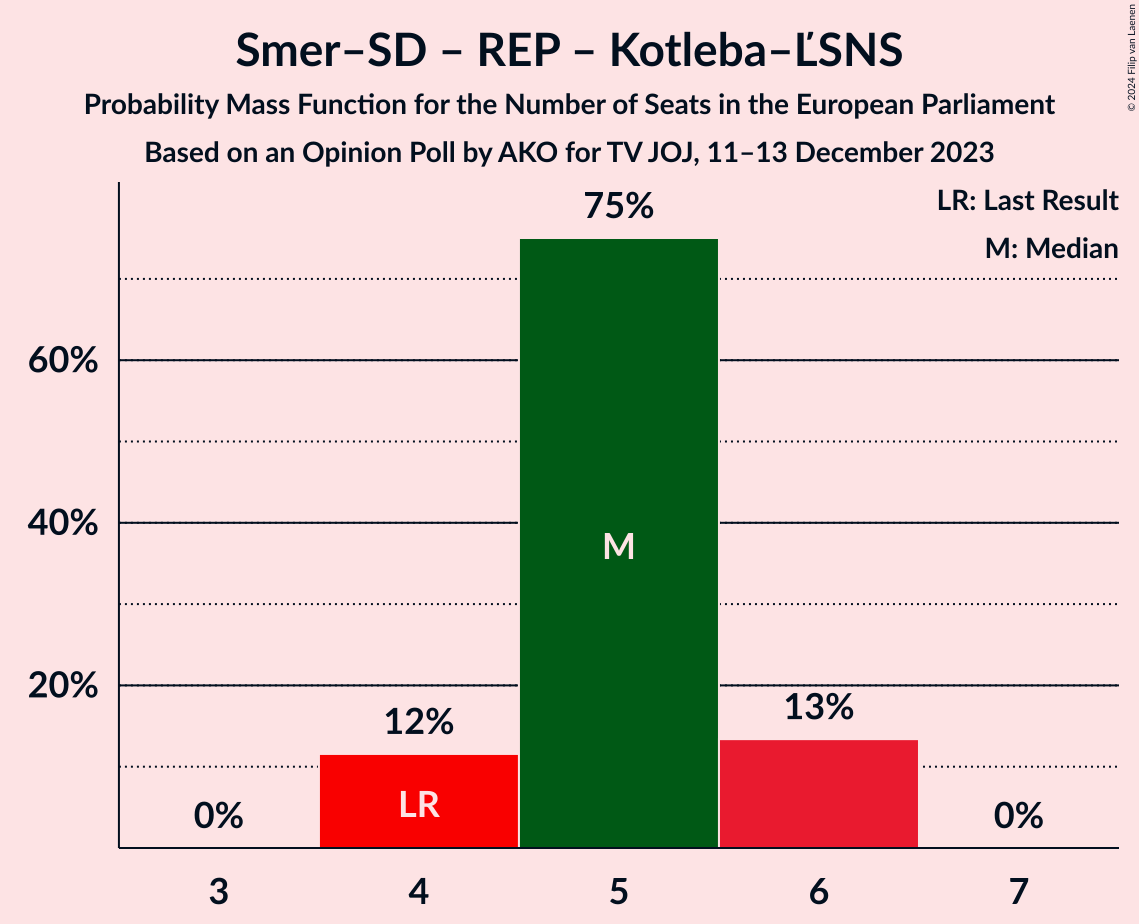 Smer–SD – REP – Kotleba–ĽSNS
Probability Mass Function for the Number of Seats in the European Parliament
Based on an Opinion Poll by AKO for TV JOJ, 11–13 December 2023
© 2024 Filip van Laenen
LR: Last Result
M: Median
75%
60%
40%
M
20%
12%
13%
LR
0%
0%
3 4 5 6 7